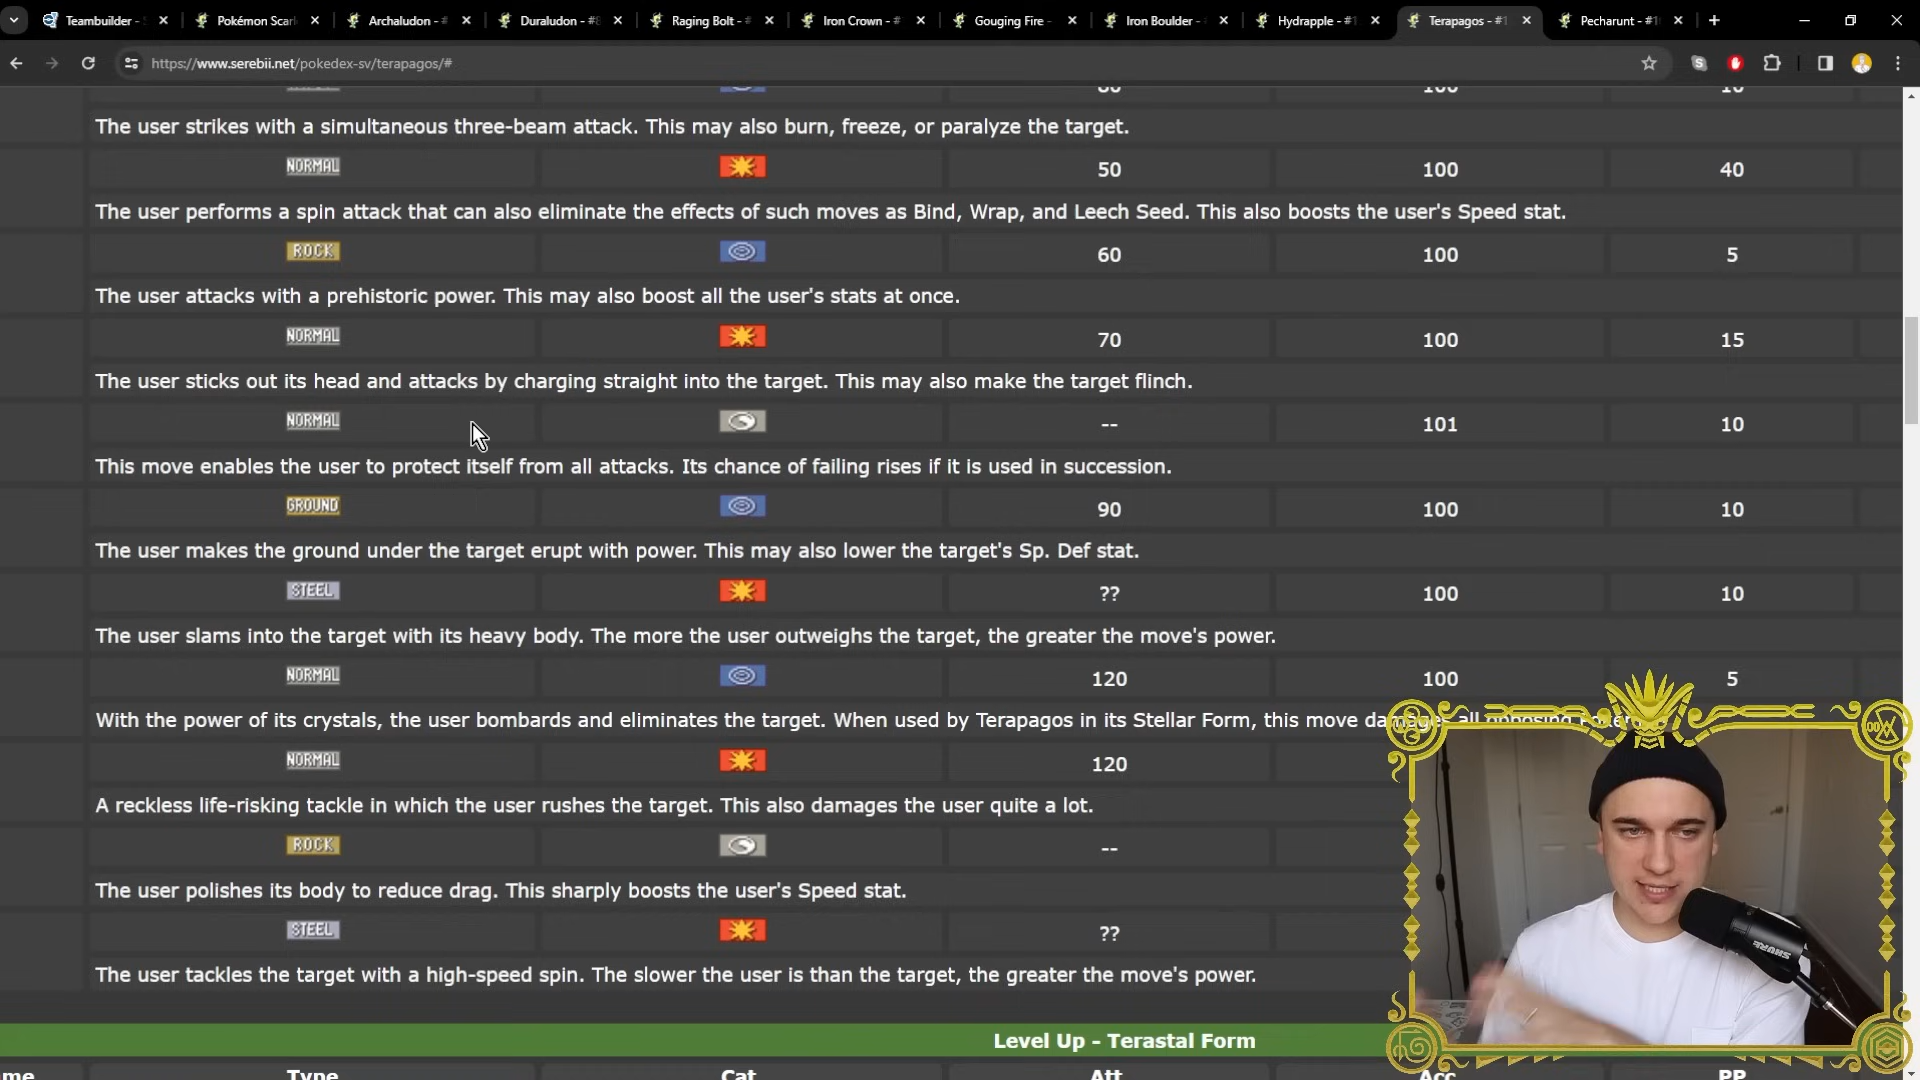 Teambuilder -
Pokémon Scarl
Archaludon - #
Duraludon - #8
Raging Bolt - #
Iron Crown - #
Gouging Fire -
Iron Boulder -
Hydrapple - #1
Terapagos - #1
Pecharunt - #1
https://www.serebii.net/pokedex-sv/terapagos/#
The user strikes with a simultaneous three-beam attack. This may also burn, freeze, or paralyze the target.
NORMAL 50 100 40
The user performs a spin attack that can also eliminate the effects of such moves as Bind, Wrap, and Leech Seed. This also boosts the user's Speed stat.
ROCK 60 100 5
The user attacks with a prehistoric power. This may also boost all the user's stats at once.
NORMAL 70 100 15
The user sticks out its head and attacks by charging straight into the target. This may also make the target flinch.
NORMAL -- 101 10
This move enables the user to protect itself from all attacks. Its chance of failing rises if it is used in succession.
GROUND 90 100 10
The user makes the ground under the target erupt with power. This may also lower the target's Sp. Def stat.
STEEL ?? 100 10
The user slams into the target with its heavy body. The more the user outweighs the target, the greater the move's power.
NORMAL 120 100 5
With the power of its crystals, the user bombards and eliminates the target. When used by Terapagos in its Stellar Form, this move damages all opposing
NORMAL 120
A reckless life-risking tackle in which the user rushes the target. This also damages the user quite a lot.
ROCK --
The user polishes its body to reduce drag. This sharply boosts the user's Speed stat.
STEEL ??
The user tackles the target with a high-speed spin. The slower the user is than the target, the greater the move's power.
Level Up - Terastal Form
me Type Cat Att Acc PP
SHURE